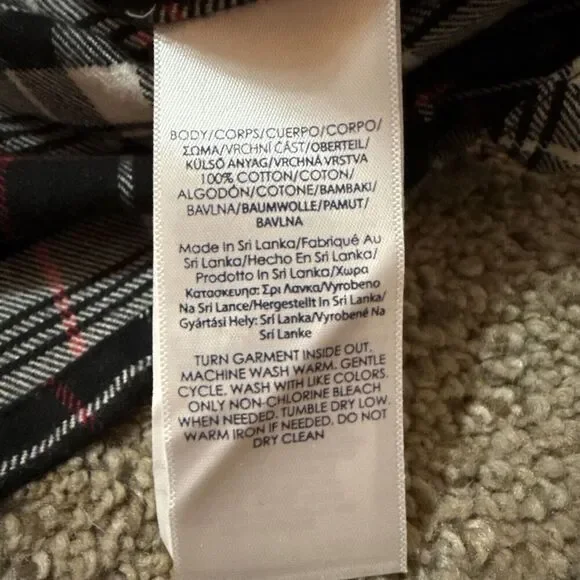 BODY/CORPS/CUERPO/CORPO/
ΣΩΜΑ/VRCHNÍ ČÁST/OBERTEIL/
KÜLSŐ ANYAG/VRCHNÁ VRSTVA
100% COTTON/COTON/
ALGODÓN/COTONE/BAMBAKI/
BAVLNA/BAUMWOLLE/PAMUT/
BAVLNA
Made In Sri Lanka/Fabriqué Au
Sri Lanka/Hecho En Sri Lanka/
Prodotto In Sri Lanka/Χωρα
Κατασκευησ: Σρι Λανκα/Vyrobeno
Na Srí Lance/Hergestellt In Sri Lanka/
Gyártási Hely: Srí Lanka/Vyrobené Na
Srí Lanke
TURN GARMENT INSIDE OUT.
MACHINE WASH WARM. GENTLE
CYCLE. WASH WITH LIKE COLORS.
ONLY NON-CHLORINE BLEACH
WHEN NEEDED. TUMBLE DRY LOW.
WARM IRON IF NEEDED. DO NOT
DRY CLEAN